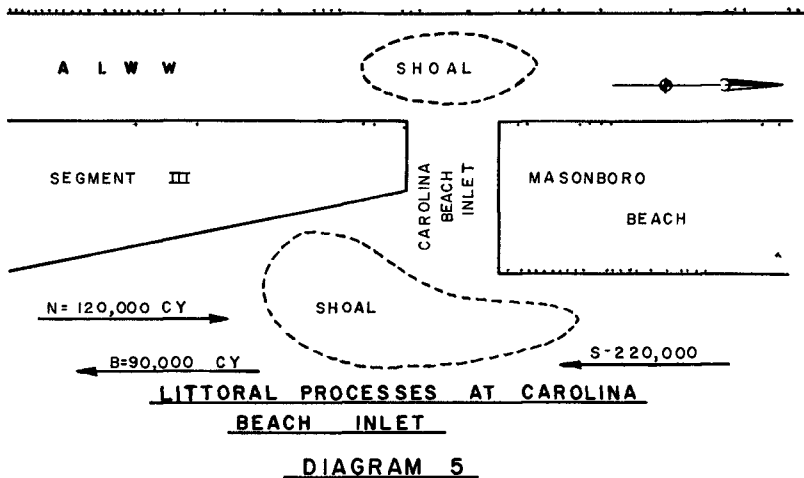 A L W W
SHOAL
SEGMENT III
CAROLINA
BEACH
INLET
MASONBORO
BEACH
SHOAL
N= 120,000 CY
B=90,000 CY
S-220,000
LITTORAL PROCESSES AT CAROLINA
BEACH INLET
DIAGRAM 5